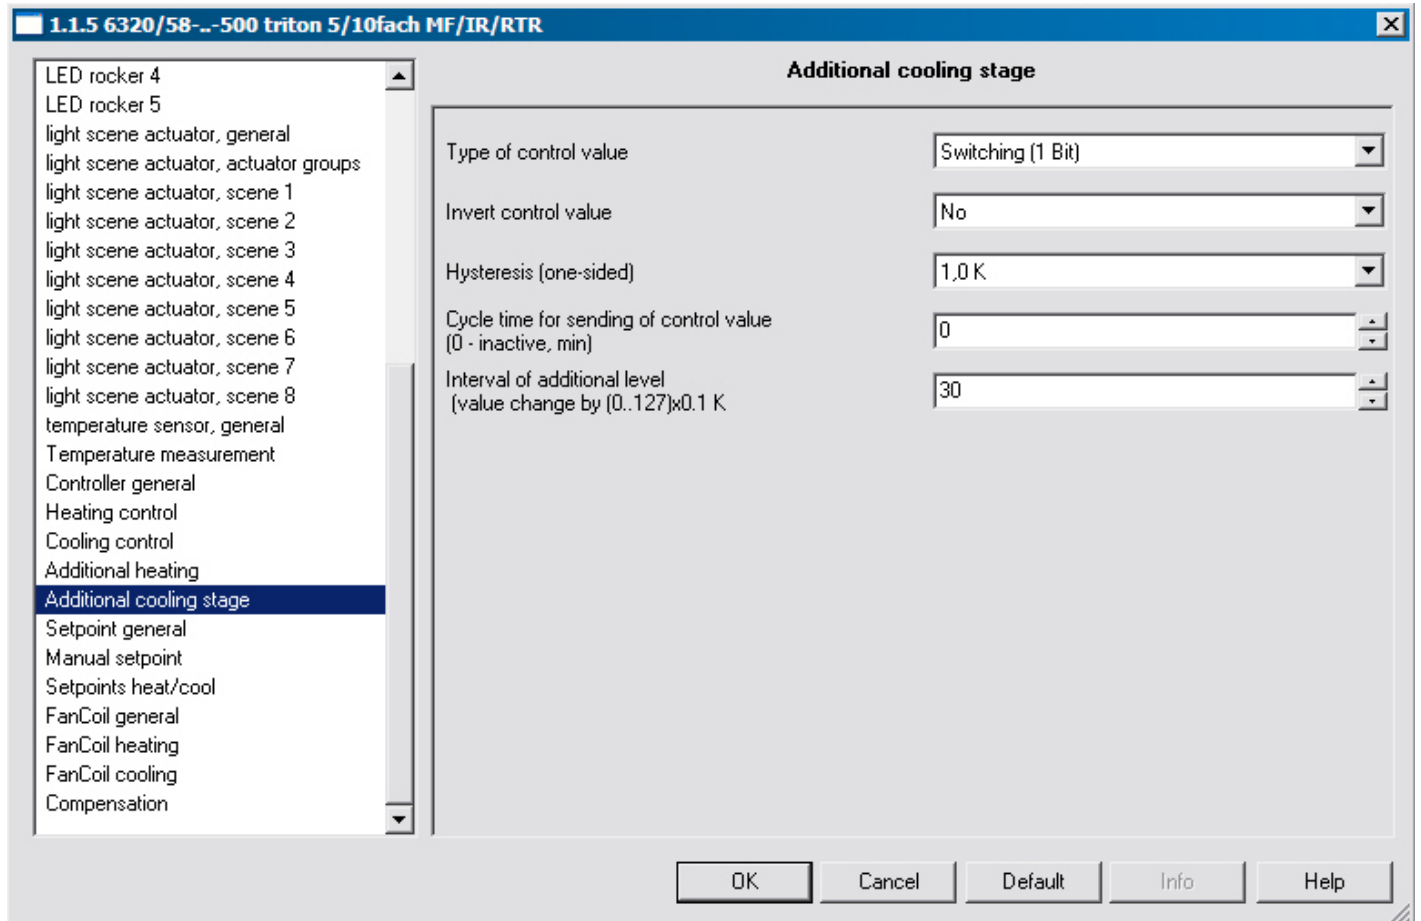 1.1.5 6320/58-..-500 triton 5/10fach MF/IR/RTR
LED rocker 4
LED rocker 5
light scene actuator, general
light scene actuator, actuator groups
light scene actuator, scene 1
light scene actuator, scene 2
light scene actuator, scene 3
light scene actuator, scene 4
light scene actuator, scene 5
light scene actuator, scene 6
light scene actuator, scene 7
light scene actuator, scene 8
temperature sensor, general
Temperature measurement
Controller general
Heating control
Cooling control
Additional heating
Additional cooling stage
Setpoint general
Manual setpoint
Setpoints heat/cool
FanCoil general
FanCoil heating
FanCoil cooling
Compensation
Additional cooling stage
Type of control value
Switching (1 Bit)
Invert control value
No
Hysteresis (one-sided)
1,0 K
Cycle time for sending of control value
(0 - inactive, min)
0
Interval of additional level
(value change by (0..127)x0.1 K
30
OK
Cancel
Default
Info
Help